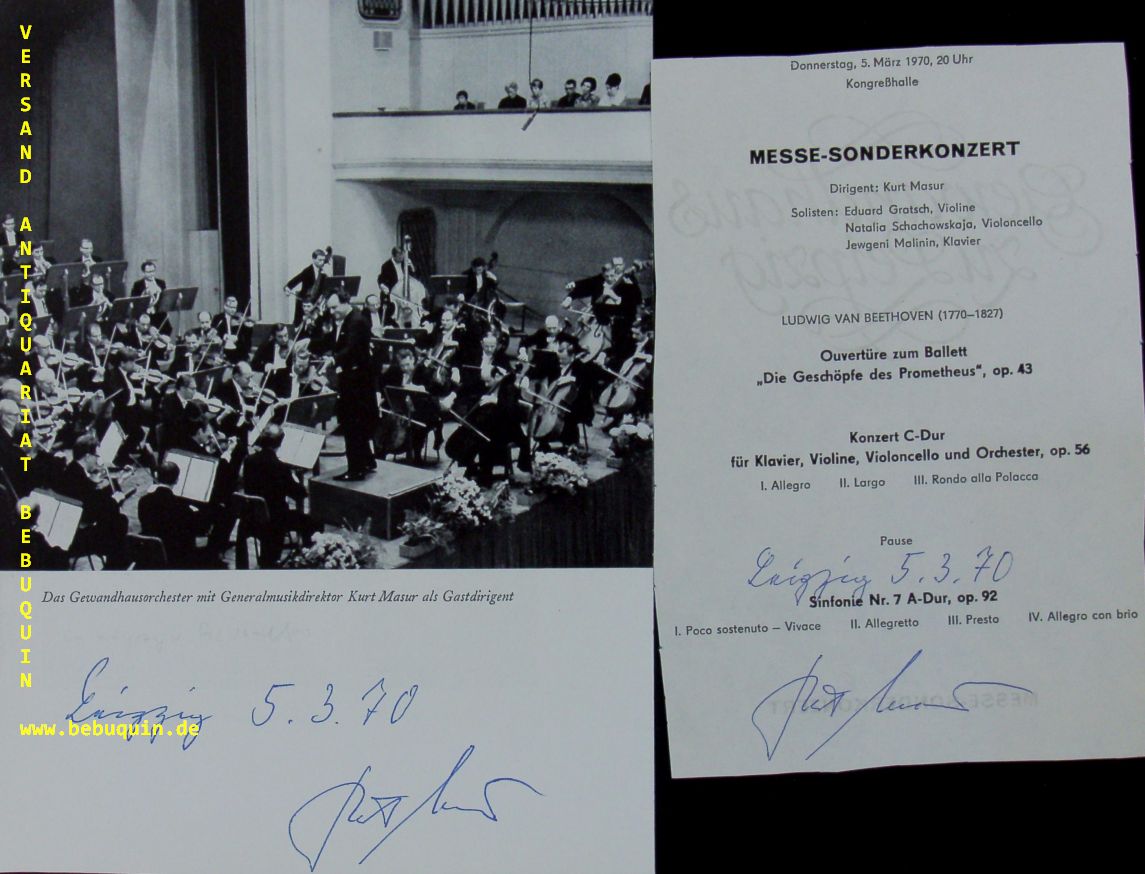 VERSAND ANTIQUARIAT BEBUQUIN
www.bebuquin.de
Das Gewandhausorchester mit Generalmusikdirektor Kurt Masur als Gastdirigent
Leipzig 5.3.70
Kurt Masur
Donnerstag, 5. März 1970, 20 Uhr
Kongreßhalle
MESSE-SONDERKONZERT
Dirigent: Kurt Masur
Solisten: Eduard Gratsch, Violine
Natalia Schachowskaja, Violoncello
Jewgeni Malinin, Klavier
LUDWIG VAN BEETHOVEN (1770–1827)
Ouvertüre zum Ballett
„Die Geschöpfe des Prometheus“, op. 43
Konzert C-Dur
für Klavier, Violine, Violoncello und Orchester, op. 56
I. Allegro II. Largo III. Rondo alla Polacca
Pause
Leipzig 5.3.70
Sinfonie Nr. 7 A-Dur, op. 92
I. Poco sostenuto – Vivace II. Allegretto III. Presto IV. Allegro con brio
Kurt Masur